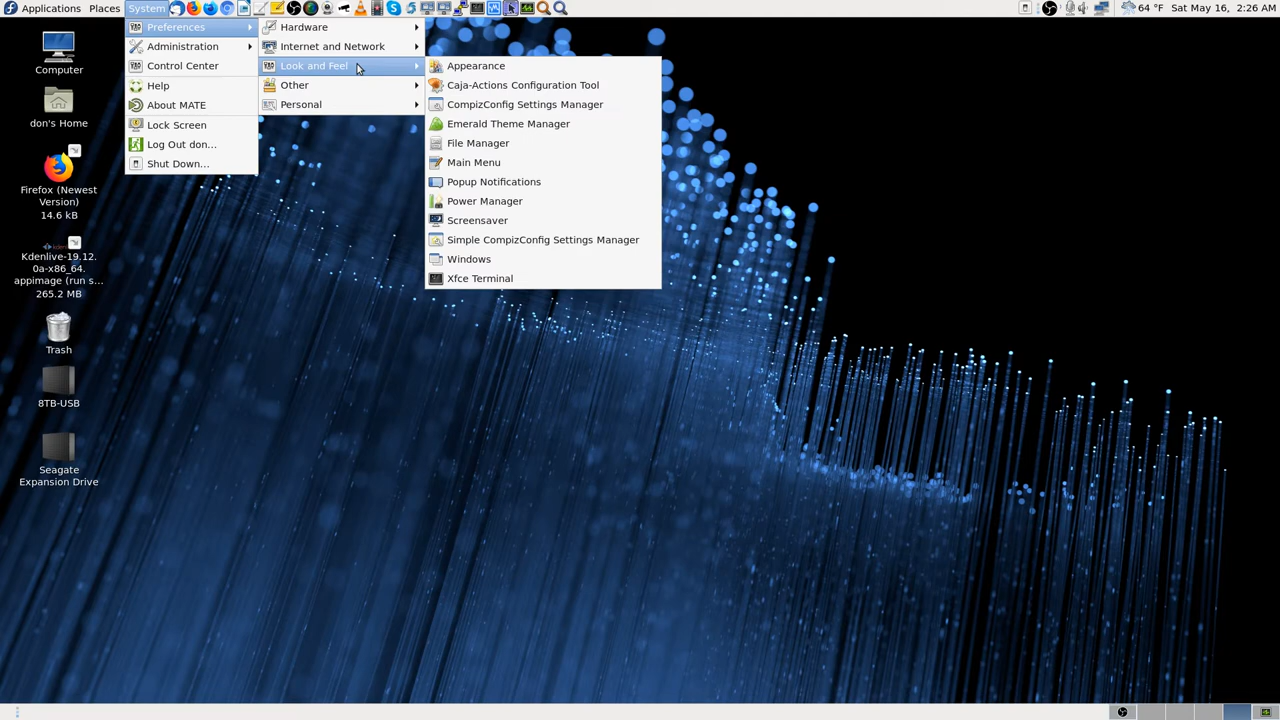 Applications Places System
64 °F Sat May 16, 2:26 AM
Preferences
Administration
Control Center
Help
About MATE
Lock Screen
Log Out don...
Shut Down...
Hardware
Internet and Network
Look and Feel
Other
Personal
Appearance
Caja-Actions Configuration Tool
CompizConfig Settings Manager
Emerald Theme Manager
File Manager
Main Menu
Popup Notifications
Power Manager
Screensaver
Simple CompizConfig Settings Manager
Windows
Xfce Terminal
Computer
don's Home
Firefox (Newest
Version)
14.6 kB
Kdenlive-19.12.
0a-x86_64.
appimage (run s...
265.2 MB
Trash
8TB-USB
Seagate
Expansion Drive